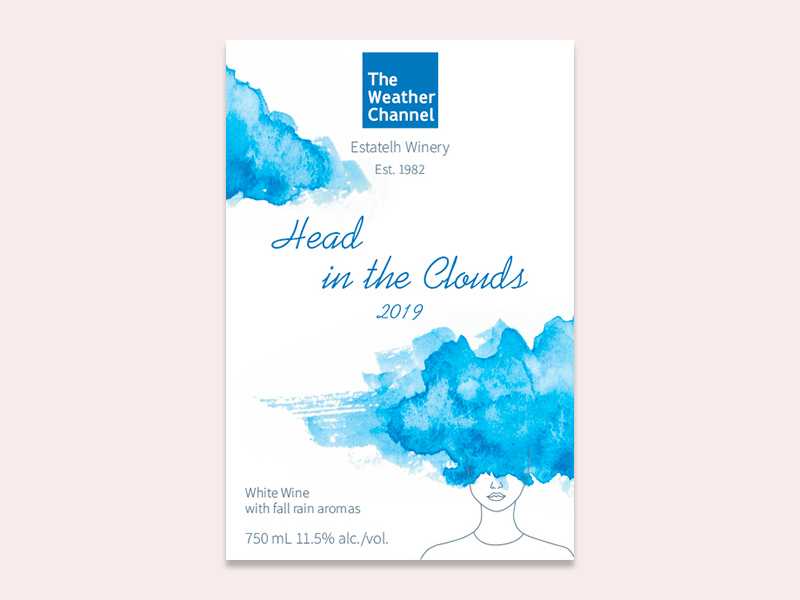 The
Weather
Channel
Estatelh Winery
Est. 1982
Head
in the Clouds
2019
White Wine
with fall rain aromas
750 mL 11.5% alc./vol.